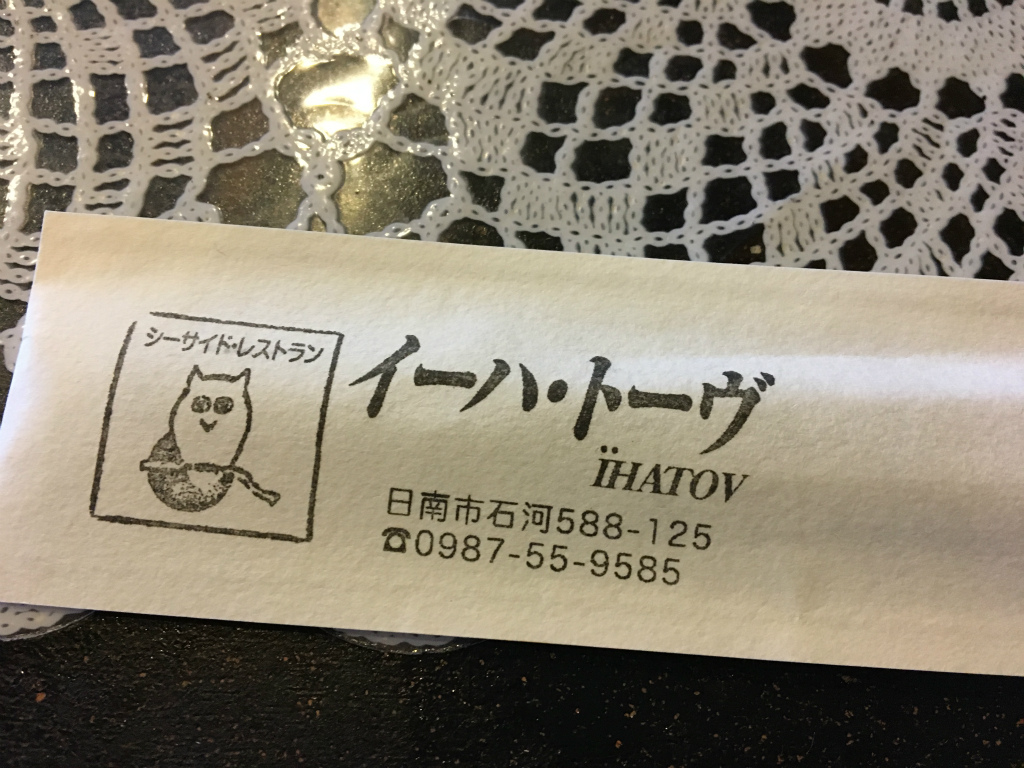 シーサイド・レストラン
イーハ・トーヴ
ÏHATOV
日南市石河588-125
☎0987-55-9585